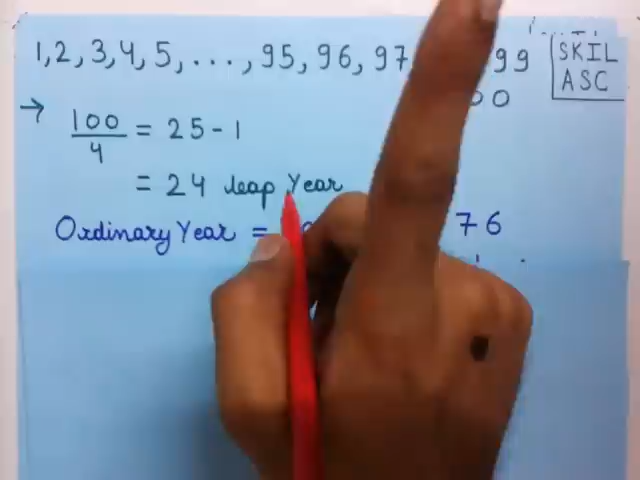 1, 2, 3, 4, 5, ..., 95, 96, 97 99
SKIL
ASC
00
→ 100/4 = 25 - 1
= 24 leap Year
Ordinary Year = 76